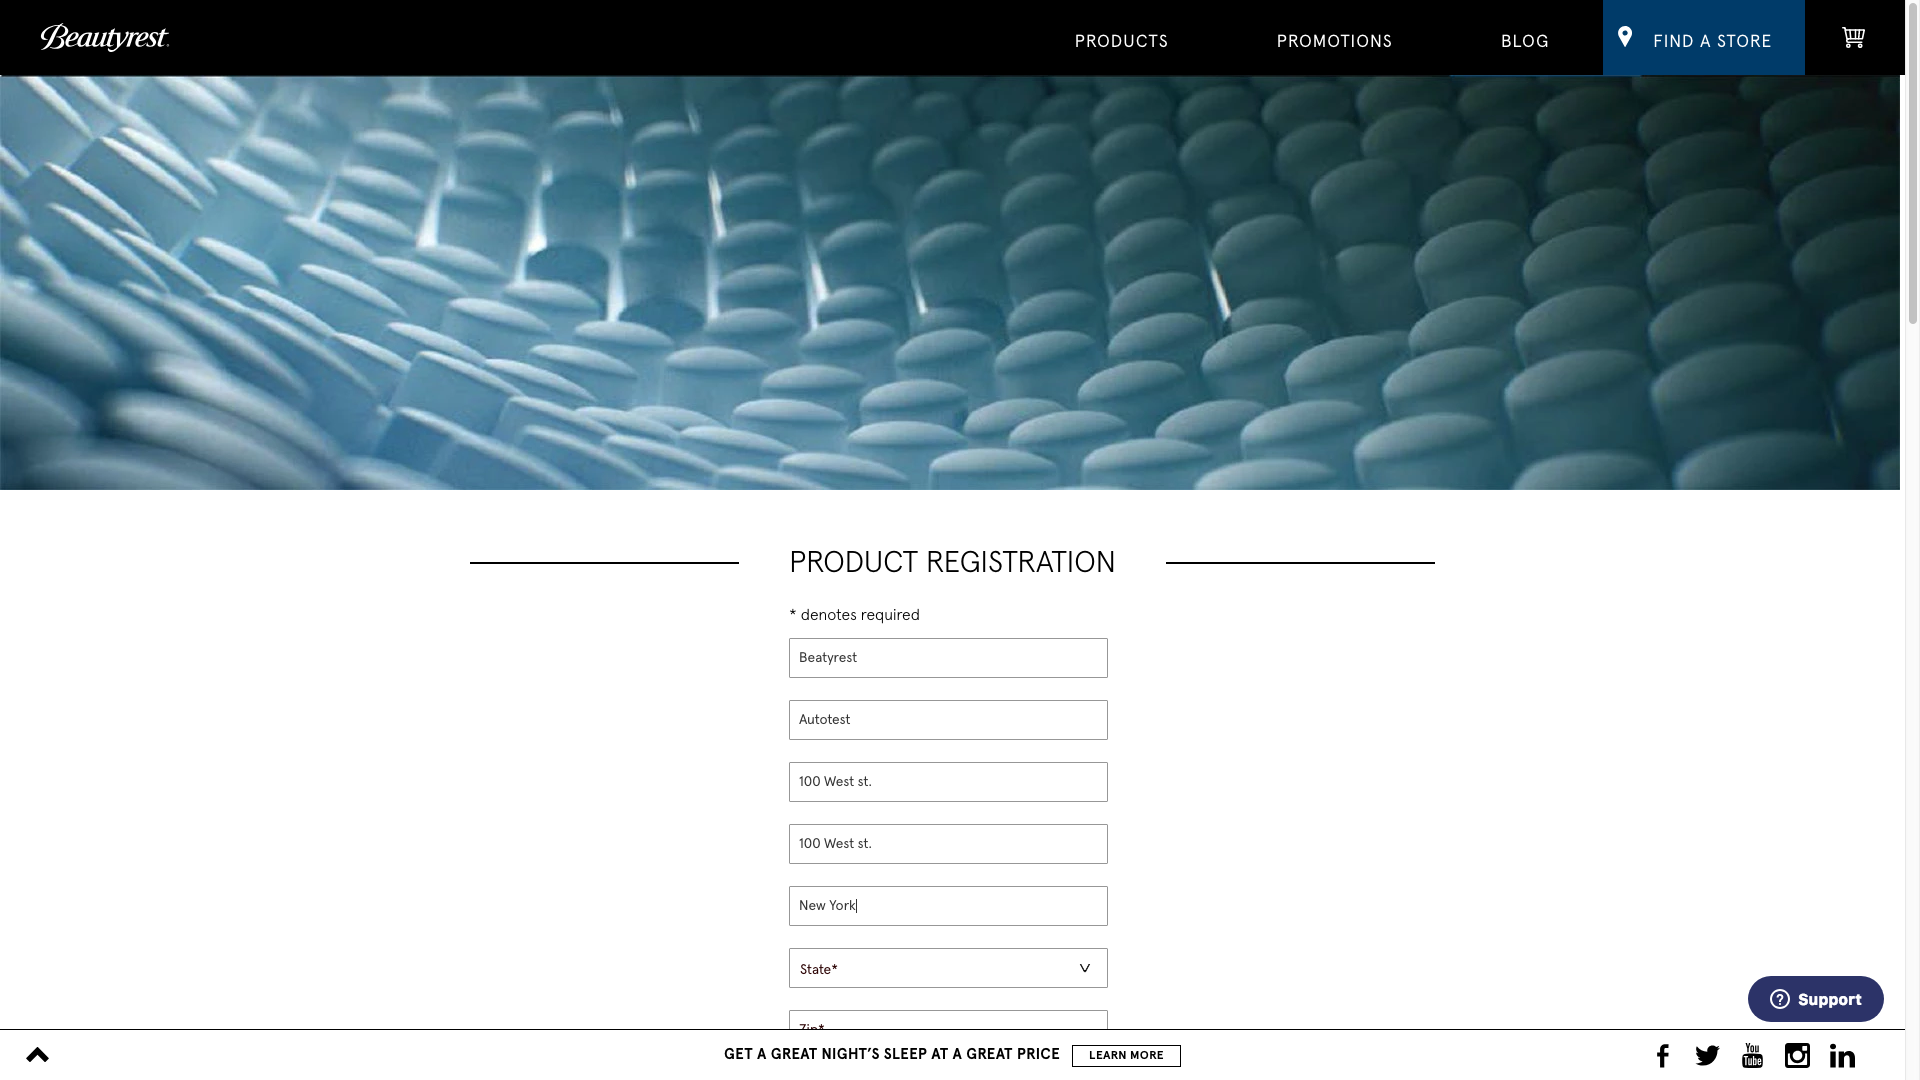 Beautyrest
PRODUCTS
PROMOTIONS
BLOG
FIND A STORE
PRODUCT REGISTRATION
* denotes required
Beatyrest
Autotest
100 West st.
100 West st.
New York
State*
Zip*
Support
GET A GREAT NIGHT'S SLEEP AT A GREAT PRICE
LEARN MORE
You
Tube